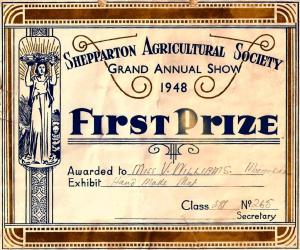 SHEPPARTON AGRICULTURAL SOCIETY
GRAND ANNUAL SHOW
1948
FIRST PRIZE
Awarded to Miss V. Williams.
Exhibit Hand Made Mat
Class 211 No 265
Secretary